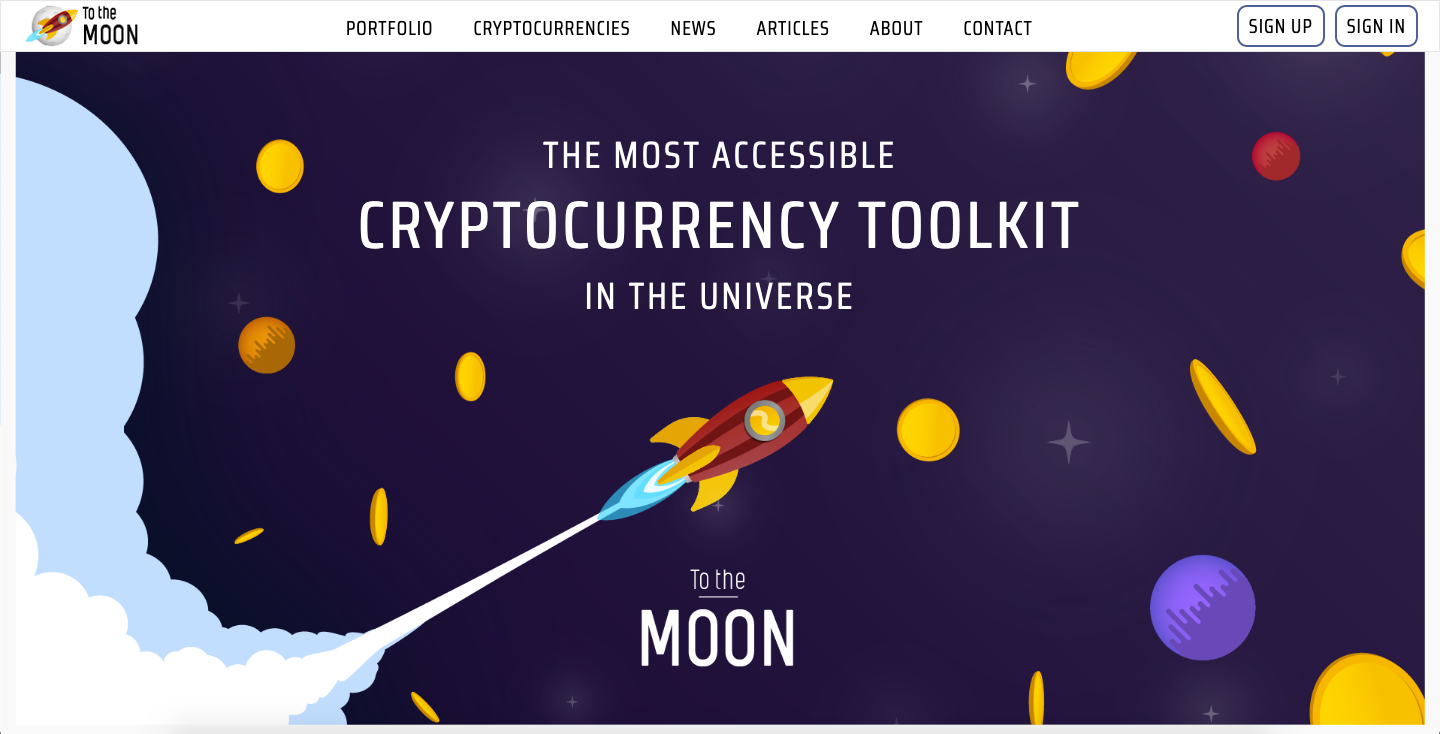 To the
MOON
PORTFOLIO CRYPTOCURRENCIES NEWS ARTICLES ABOUT CONTACT SIGN UP SIGN IN
THE MOST ACCESSIBLE
CRYPTOCURRENCY TOOLKIT
IN THE UNIVERSE
To the
MOON